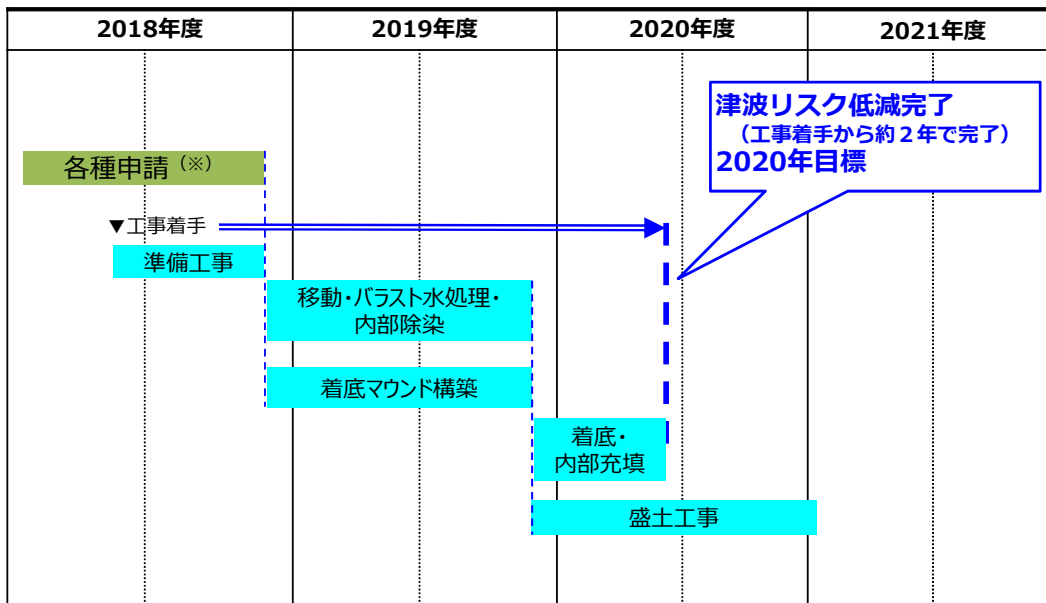 2018年度
2019年度
2020年度
2021年度
津波リスク低減完了
（工事着手から約２年で完了）
2020年目標
各種申請（※）
▼工事着手
準備工事
移動・バラスト水処理・
内部除染
着底マウンド構築
着底・
内部充填
盛土工事